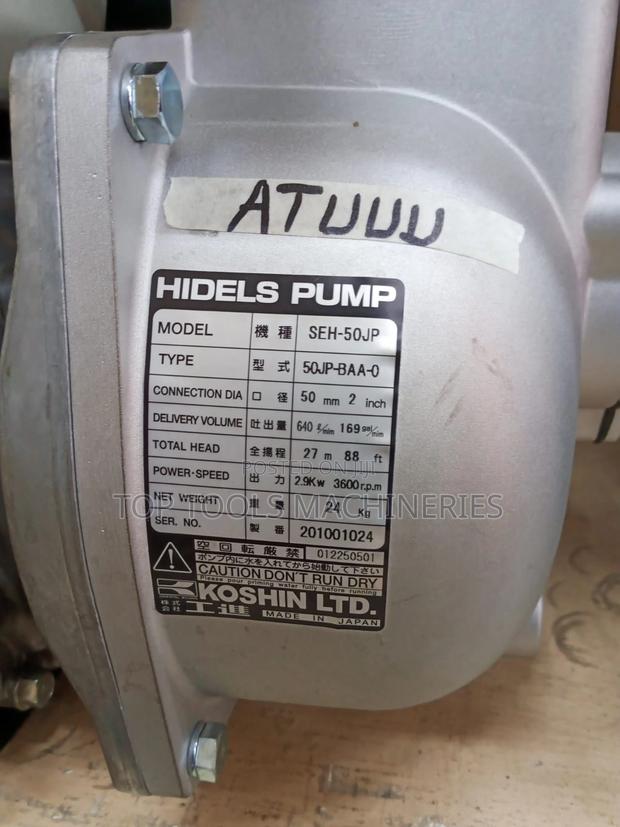 ATUUU
HIDELS PUMP
MODEL 機種 SEH-50JP
TYPE 型式 50JP-BAA-0
CONNECTION DIA 口径 50 mm 2 inch
DELIVERY VOLUME 吐出量 640 ℓ/min 169 gal/min
TOTAL HEAD 全揚程 27 m 88 ft
POSTED ON JIJI
POWER-SPEED 出力 2.9Kw 3600r.p.m
TOP TOOLS MACHINERIES
NET WEIGHT 重量 24 Kg
SER. NO. 製番 201001024
空回転厳禁 012250501
ポンプ内に水を入れてから始動して下さい
CAUTION DON'T RUN DRY
Please pour priming water fully before running
KOSHIN LTD.
株式会社 工進 MADE IN JAPAN